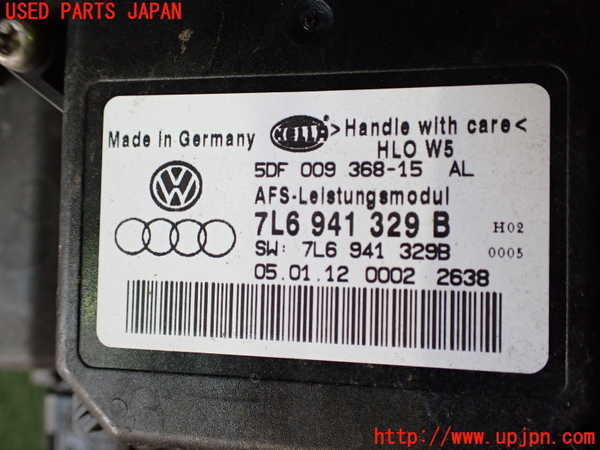 USED PARTS JAPAN
Made in Germany HELLA >Handle with care<
HLO W5
5DF 009 368-15 AL
AFS-Leistungsmodul
7L6 941 329 B H02
SW: 7L6 941 329B 0005
05.01.12 0002 2638
http://www.upjpn.com